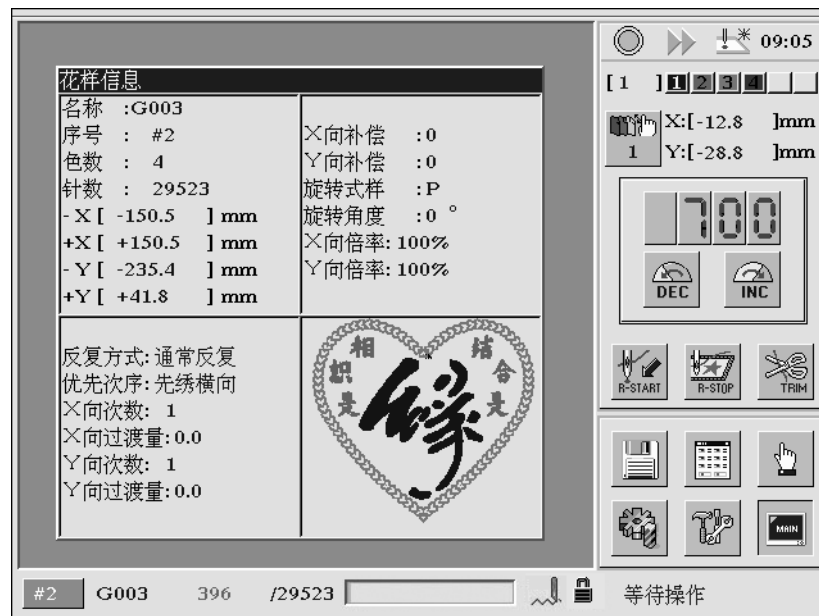 花样信息
名称 :G003
序号 : #2
色数 : 4
针数 : 29523
- X [ -150.5 ] mm
+X [ +150.5 ] mm
- Y [ -235.4 ] mm
+Y [ +41.8 ] mm
X向补偿 :0
Y向补偿 :0
旋转式样 :P
旋转角度 :0 °
X向倍率: 100%
Y向倍率: 100%
反复方式: 通常反复
优先次序: 先绣横向
X向次数: 1
X向过渡量: 0.0
Y向次数: 1
Y向过渡量: 0.0
相
识
是
缘
结
合
是
09:05
[ 1 ] 1 2 3 4
1
X:[-12.8 ]mm
Y:[-28.8 ]mm
700
DEC INC
R-START R-STOP TRIM
MAIN
#2 G003 396 /29523 等待操作